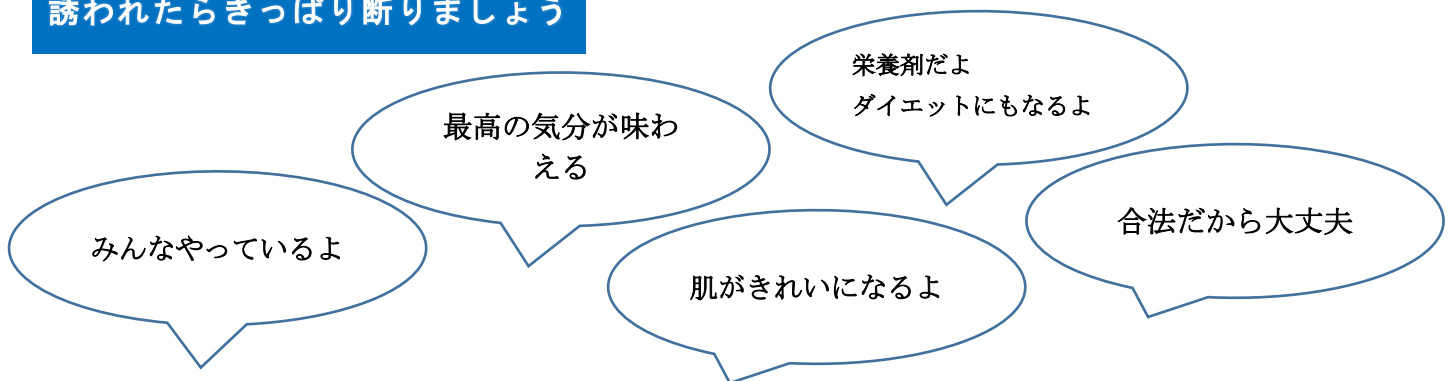 誘われたらきっぱり断りましょう
栄養剤だよ
ダイエットにもなるよ
最高の気分が味わ
える
合法だから大丈夫
みんなやっているよ
肌がきれいになるよ